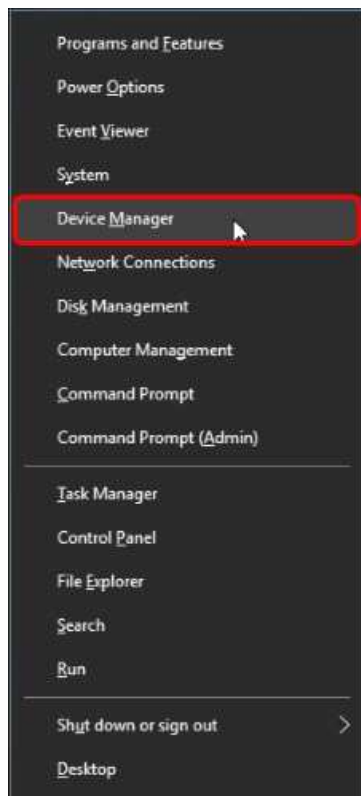 Programs and Features
Power Options
Event Viewer
System
Device Manager
Network Connections
Disk Management
Computer Management
Command Prompt
Command Prompt (Admin)
Task Manager
Control Panel
File Explorer
Search
Run
Shut down or sign out
Desktop